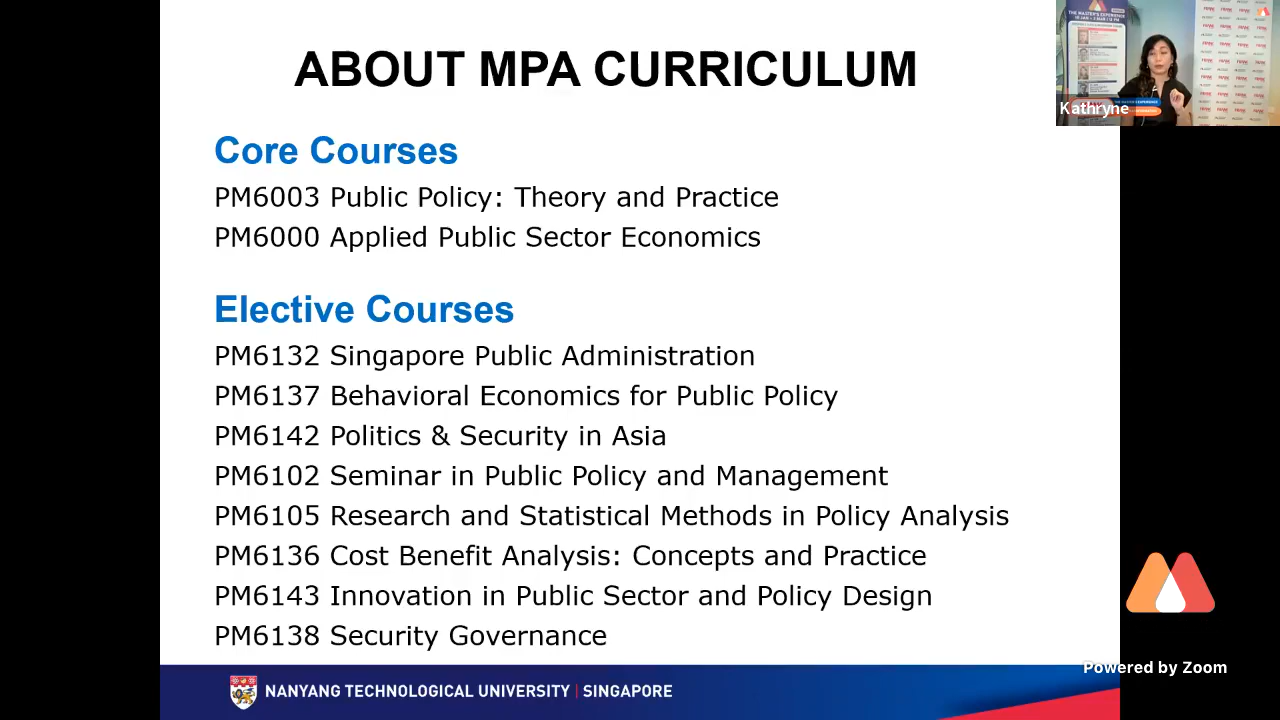 ABOUT MPA CURRICULUM
Core Courses
PM6003 Public Policy: Theory and Practice
PM6000 Applied Public Sector Economics
Elective Courses
PM6132 Singapore Public Administration
PM6137 Behavioral Economics for Public Policy
PM6142 Politics & Security in Asia
PM6102 Seminar in Public Policy and Management
PM6105 Research and Statistical Methods in Policy Analysis
PM6136 Cost Benefit Analysis: Concepts and Practice
PM6143 Innovation in Public Sector and Policy Design
PM6138 Security Governance
NANYANG TECHNOLOGICAL UNIVERSITY | SINGAPORE
THE MASTER'S EXPERIENCE
Kathryne
Powered by Zoom